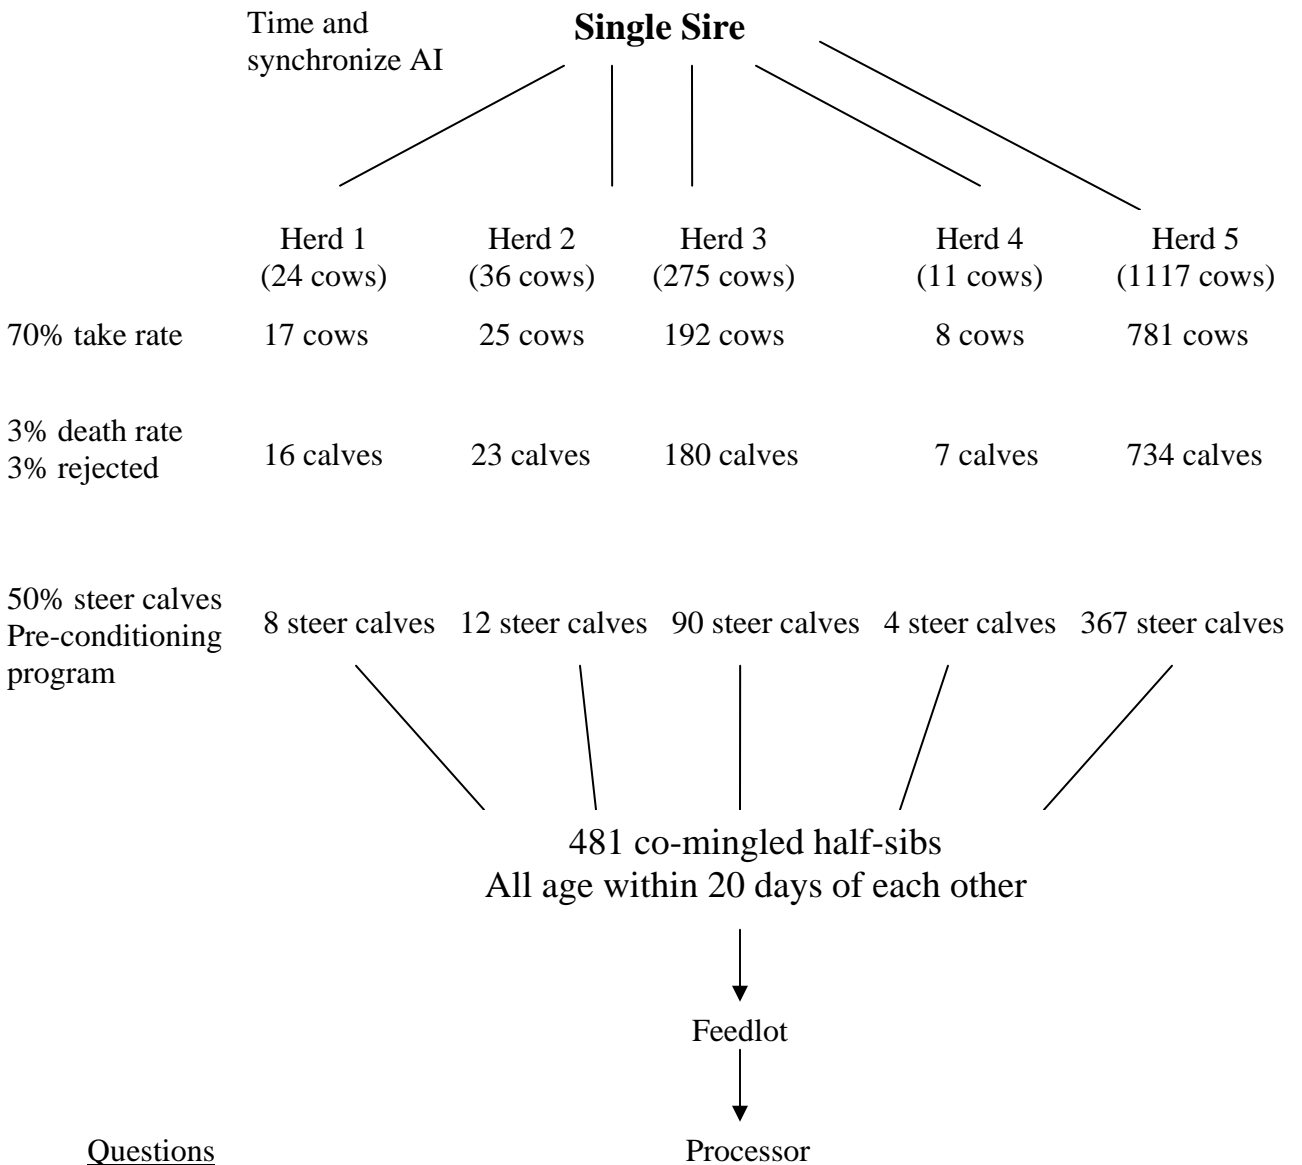 Time and
synchronize AI
Single Sire
Herd 1
(24 cows)
Herd 2
(36 cows)
Herd 3
(275 cows)
Herd 4
(11 cows)
Herd 5
(1117 cows)
70% take rate
17 cows
25 cows
192 cows
8 cows
781 cows
3% death rate
3% rejected
16 calves
23 calves
180 calves
7 calves
734 calves
50% steer calves
Pre-conditioning
program
8 steer calves
12 steer calves
90 steer calves
4 steer calves
367 steer calves
481 co-mingled half-sibs
All age within 20 days of each other
Feedlot
Processor
Questions